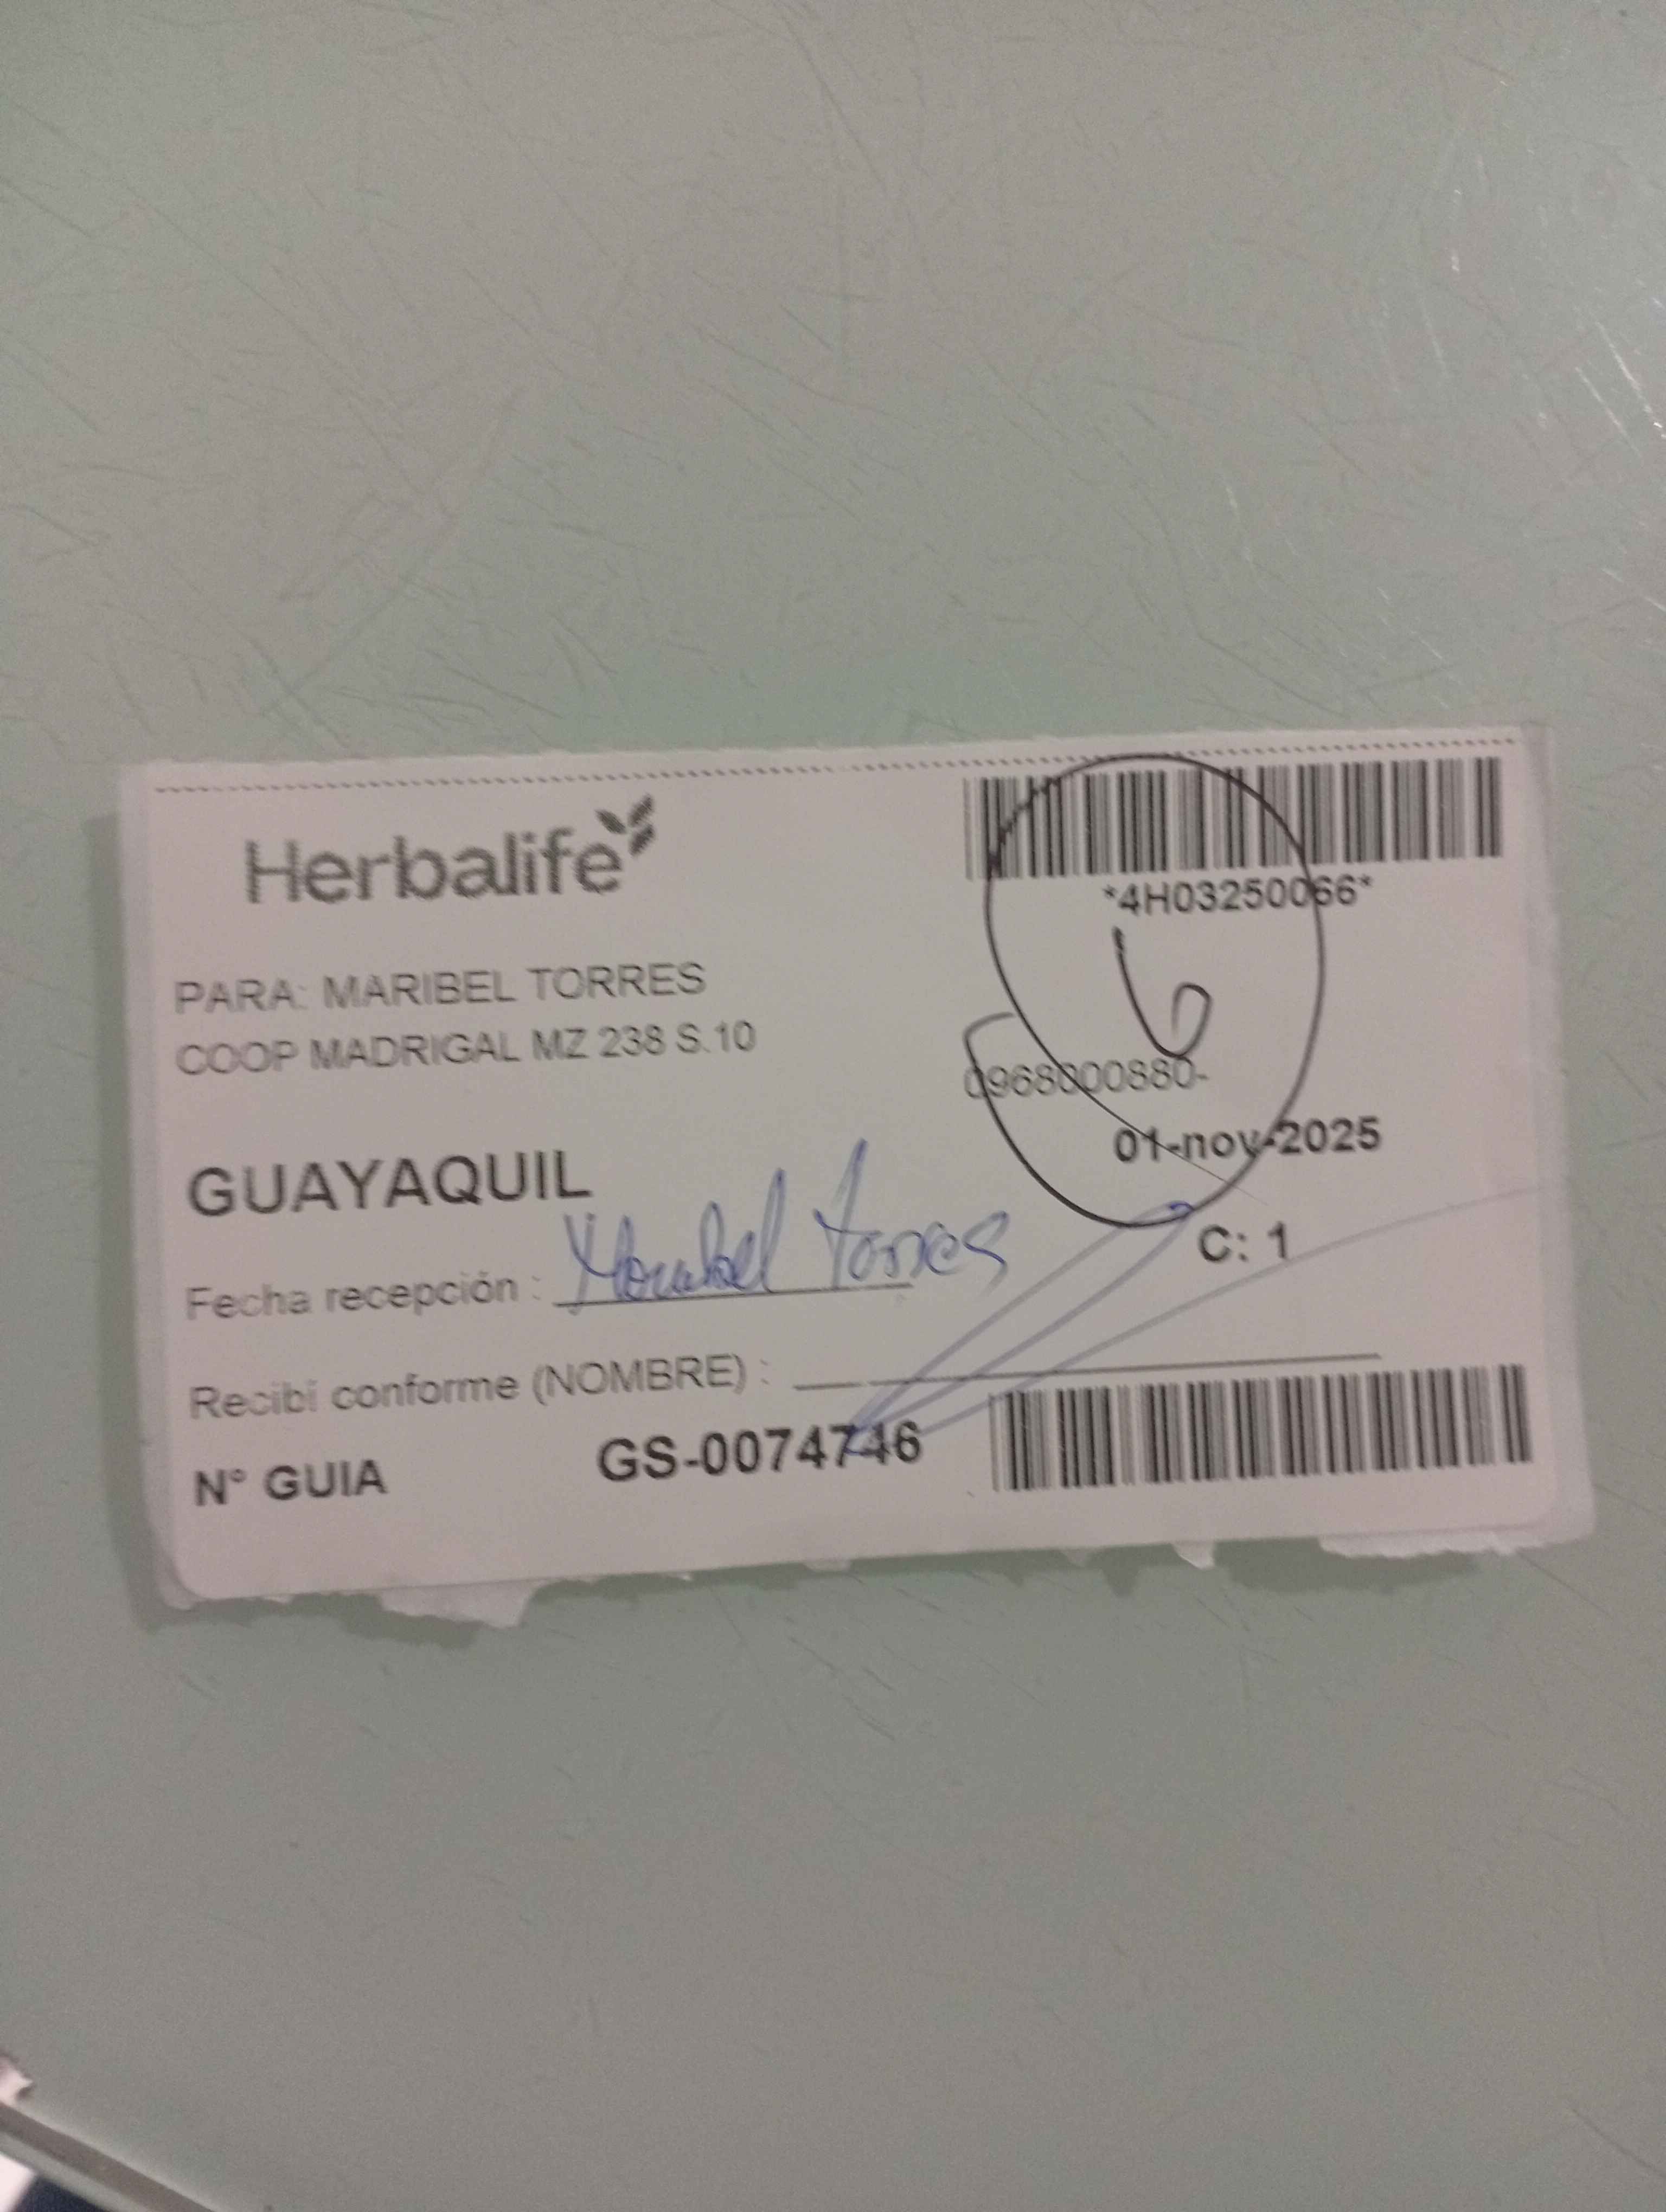 Herbalife
*4H03250066*
6
PARA: MARIBEL TORRES
COOP MADRIGAL MZ 238 S.10
0968000880-
01-nov-2025
GUAYAQUIL
C: 1
Fecha recepción : Maribel Torres
Recibí conforme (NOMBRE) :
N° GUIA GS-0074746